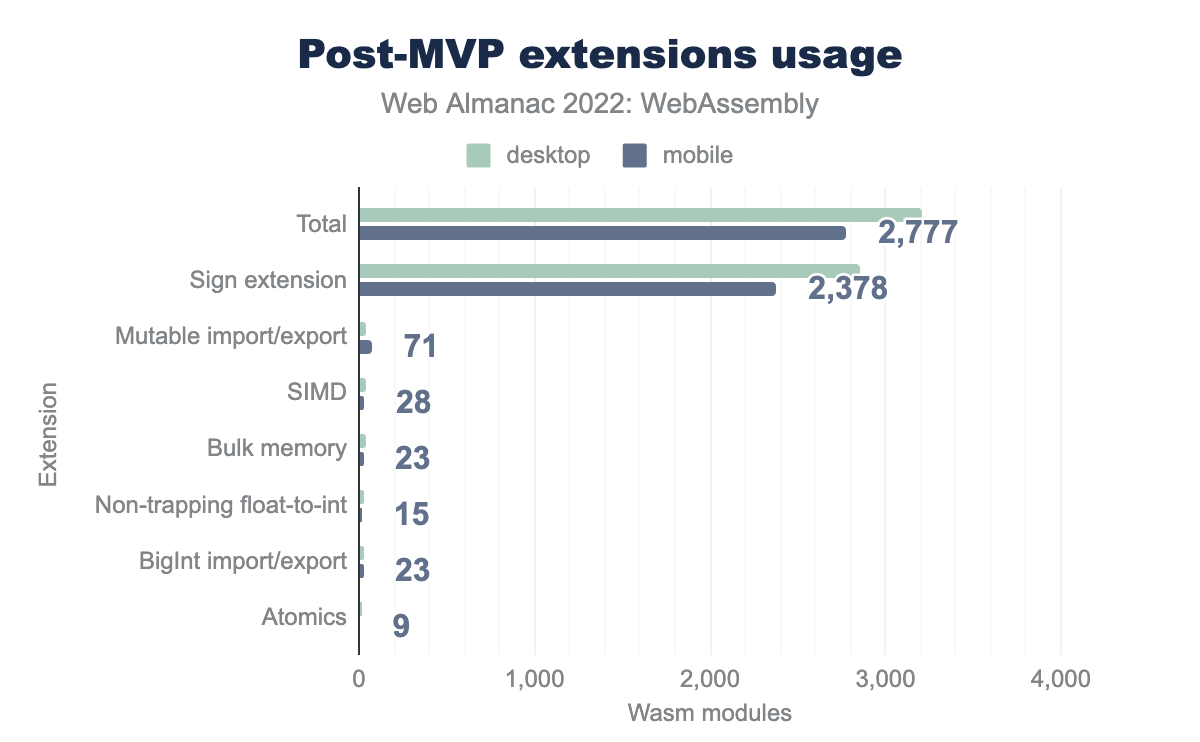 Post-MVP extensions usage
Web Almanac 2022: WebAssembly
desktop
mobile
Extension
Total
2,777
Sign extension
2,378
Mutable import/export
71
SIMD
28
Bulk memory
23
Non-trapping float-to-int
15
BigInt import/export
23
Atomics
9
0
1,000
2,000
3,000
4,000
Wasm modules